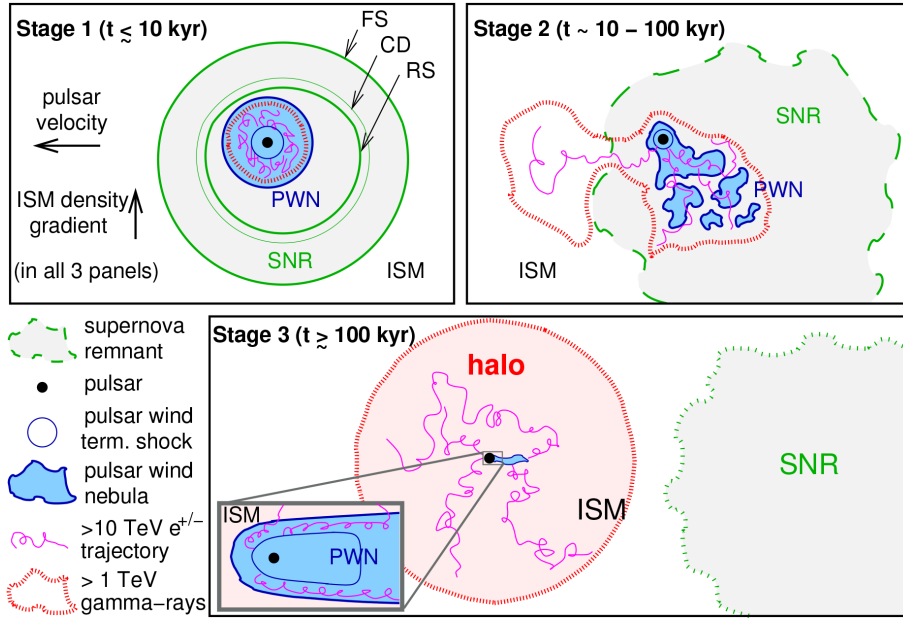 Stage 1 (t ≲ 10 kyr)
FS
CD
RS
pulsar
velocity
ISM density
gradient
(in all 3 panels)
PWN
SNR
ISM
Stage 2 (t ~ 10 – 100 kyr)
SNR
PWN
ISM
supernova
remnant
pulsar
pulsar wind
term. shock
pulsar wind
nebula
>10 TeV e+/−
trajectory
> 1 TeV
gamma−rays
Stage 3 (t ≳ 100 kyr)
halo
ISM
SNR
ISM
PWN